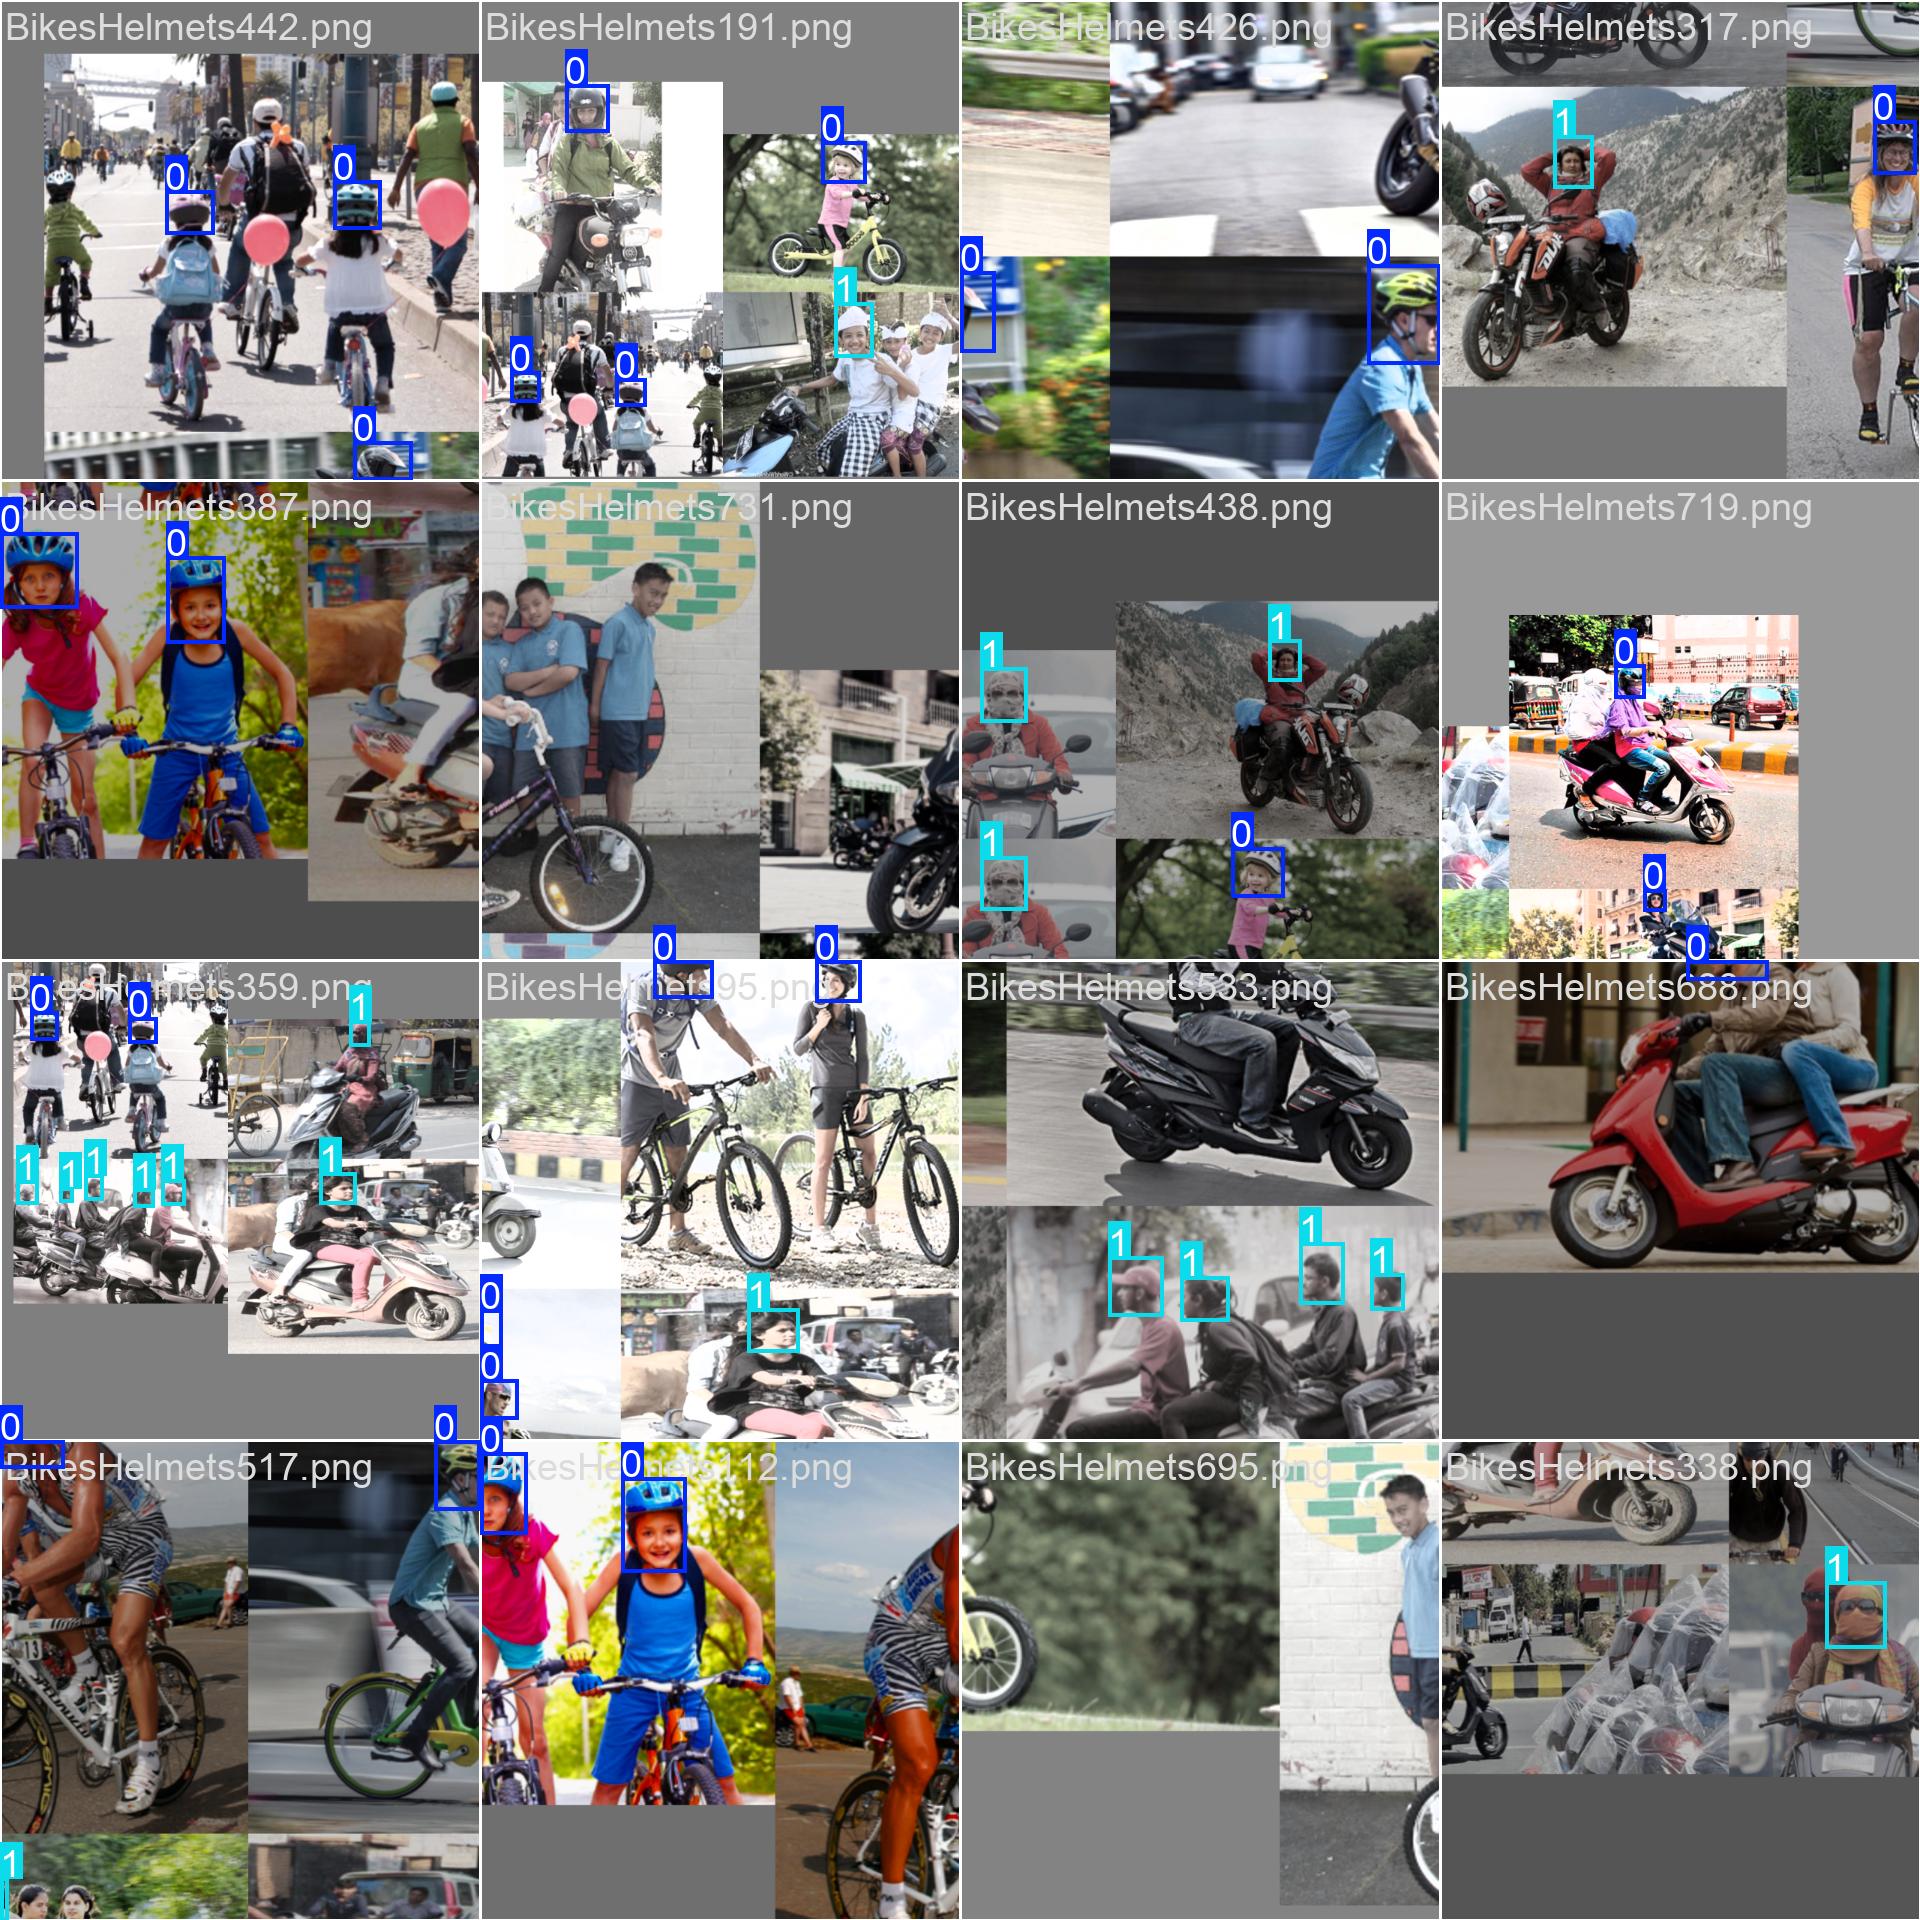 BikesHelmets442.png
BikesHelmets191.png
BikesHelmets426.png
BikesHelmets317.png
0
0
0
0
0
0
0
0
1
0
0
1
0
BikesHelmets387.png
BikesHelmets731.png
BikesHelmets438.png
BikesHelmets719.png
0
0
1
1
1
0
0
0
BikesHelmets359.png
BikesHelmets95.png
BikesHelmets533.png
BikesHelmets688.png
0
0
1
1
1
1
1
1
1
0
0
0
0
1
1
1
1
1
0
BikesHelmets517.png
BikesHelmets112.png
BikesHelmets695.png
BikesHelmets338.png
0
0
1
13
SPECIALIZED
0
0
1